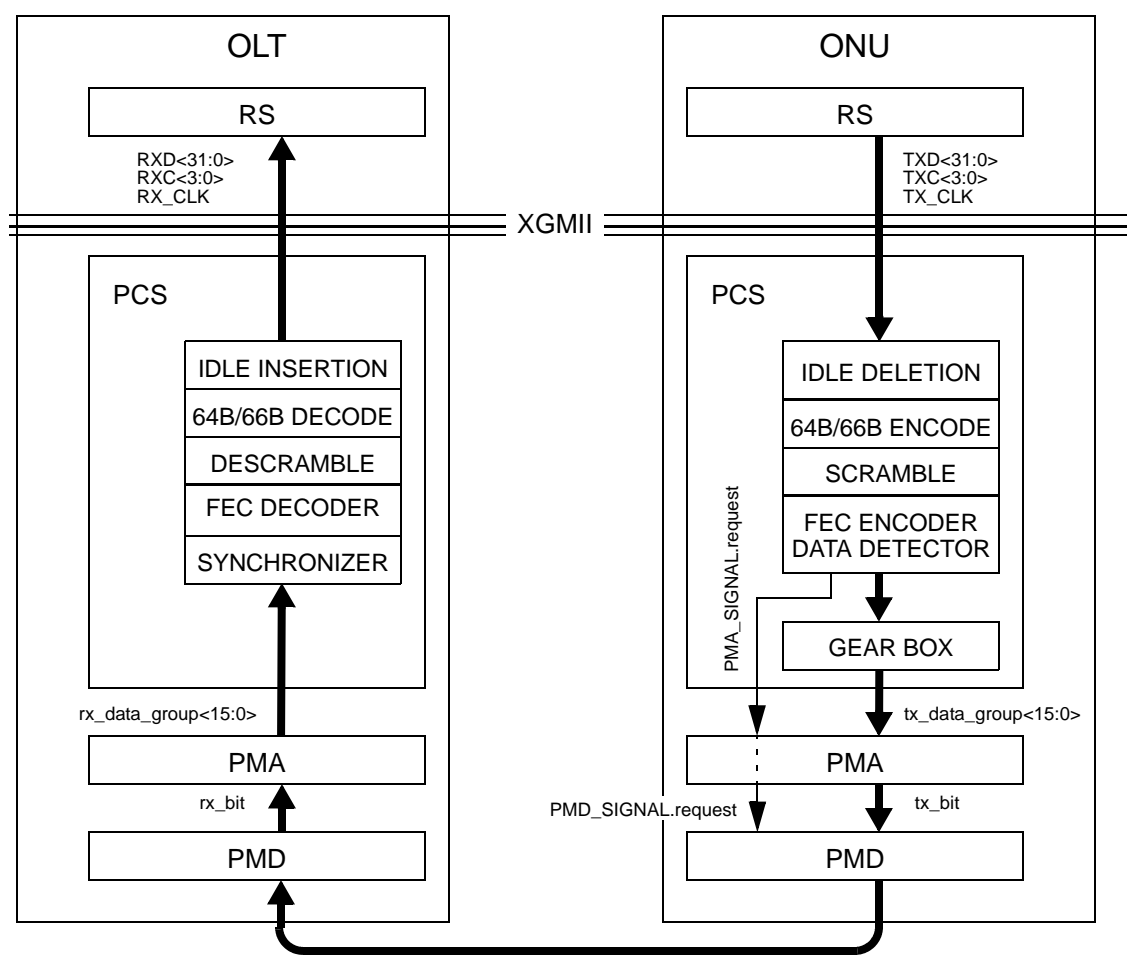 OLT
ONU
RS
RS
RXD<31:0>
RXC<3:0>
RX_CLK
TXD<31:0>
TXC<3:0>
TX_CLK
XGMII
PCS
PCS
IDLE INSERTION
64B/66B DECODE
DESCRAMBLE
FEC DECODER
SYNCHRONIZER
IDLE DELETION
64B/66B ENCODE
SCRAMBLE
FEC ENCODER
DATA DETECTOR
PMA_SIGNAL.request
GEAR BOX
rx_data_group<15:0>
tx_data_group<15:0>
PMA
PMA
rx_bit
PMD_SIGNAL.request
tx_bit
PMD
PMD